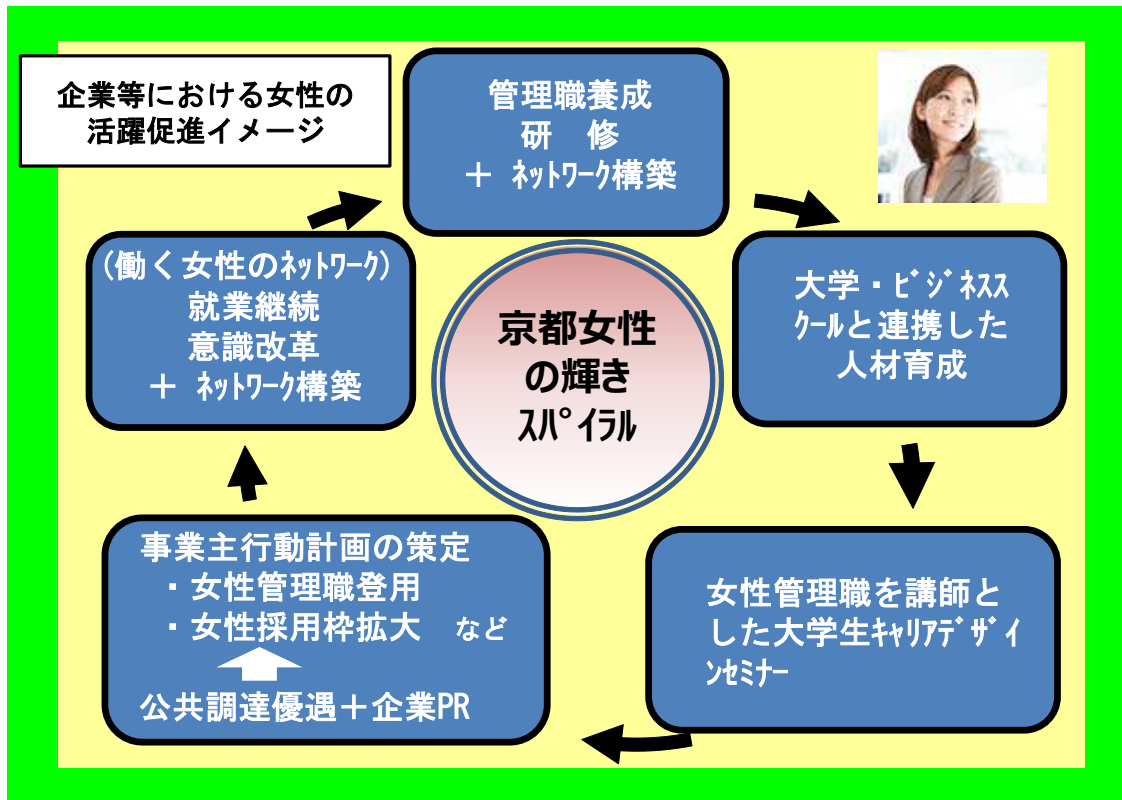 企業等における女性の
活躍促進イメージ
管理職養成
研　修
＋ ﾈｯﾄﾜｰｸ構築
大学・ﾋﾞｼﾞﾈｽｽ
ｸｰﾙと連携した
人材育成
女性管理職を講師と
した大学生ｷｬﾘｱﾃﾞｻﾞｲ
ﾝｾﾐﾅｰ
事業主行動計画の策定
・女性管理職登用
・女性採用枠拡大　など
公共調達優遇＋企業PR
(働く女性のﾈｯﾄﾜｰｸ)
就業継続
意識改革
＋ ﾈｯﾄﾜｰｸ構築
京都女性
の輝き
ｽﾊﾟｲﾗﾙ